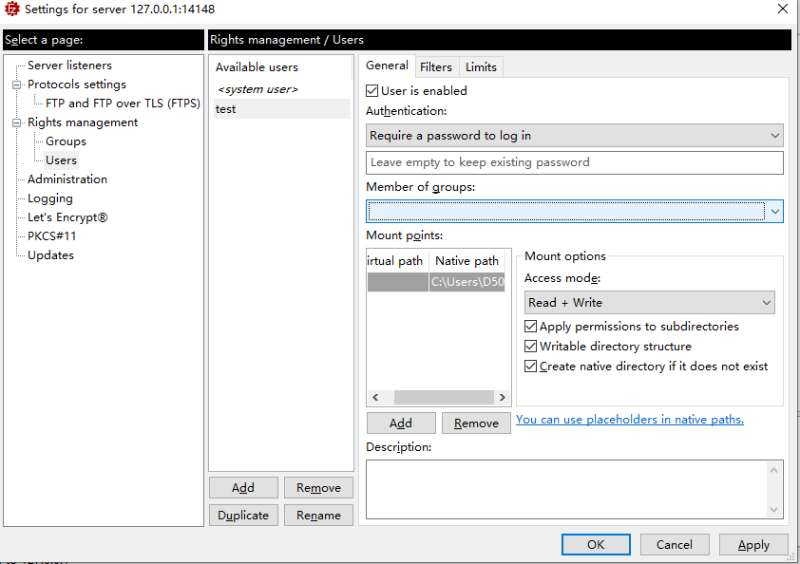 Settings for server 127.0.0.1:14148
Select a page:
Server listeners
Protocols settings
FTP and FTP over TLS (FTPS)
Rights management
Groups
Users
Administration
Logging
Let's Encrypt®
PKCS#11
Updates
Rights management / Users
Available users
<system user>
test
Add
Remove
Duplicate
Rename
General
Filters
Limits
User is enabled
Authentication:
Require a password to log in
Leave empty to keep existing password
Member of groups:
Mount points:
irtual path
Native path
C:\Users\D50
Add
Remove
Mount options
Access mode:
Read + Write
Apply permissions to subdirectories
Writable directory structure
Create native directory if it does not exist
You can use placeholders in native paths.
Description:
OK
Cancel
Apply